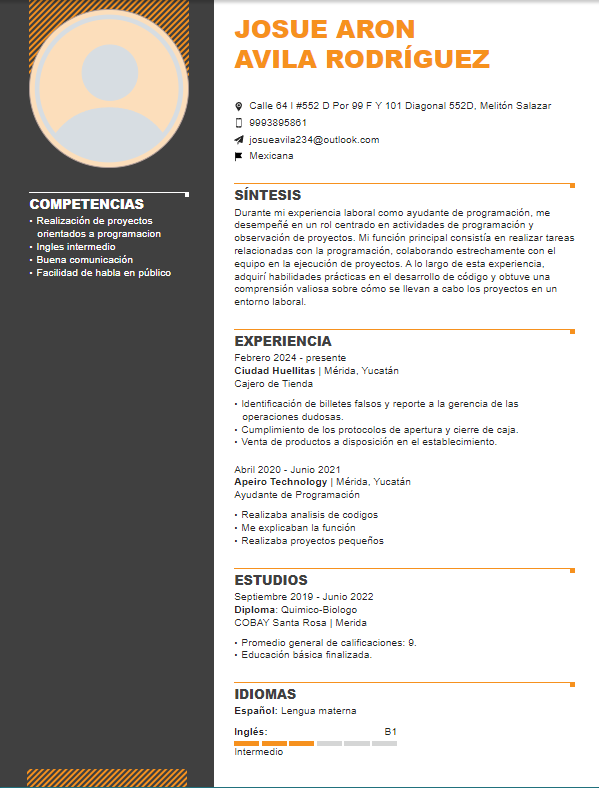 JOSUE ARON
AVILA RODRÍGUEZ
Calle 64 I #552 D Por 99 F Y 101 Diagonal 552D, Melitón Salazar
9993895861
josueavila234@outlook.com
Mexicana
COMPETENCIAS
• Realización de proyectos
orientados a programacion
• Ingles intermedio
• Buena comunicación
• Facilidad de habla en público
SÍNTESIS
Durante mi experiencia laboral como ayudante de programación, me
desempeñé en un rol centrado en actividades de programación y
observación de proyectos. Mi función principal consistía en realizar tareas
relacionadas con la programación, colaborando estrechamente con el
equipo en la ejecución de proyectos. A lo largo de esta experiencia,
adquirí habilidades prácticas en el desarrollo de código y obtuve una
comprensión valiosa sobre cómo se llevan a cabo los proyectos en un
entorno laboral.
EXPERIENCIA
Febrero 2024 - presente
Ciudad Huellitas | Mérida, Yucatán
Cajero de Tienda
• Identificación de billetes falsos y reporte a la gerencia de las
operaciones dudosas.
• Cumplimiento de los protocolos de apertura y cierre de caja.
• Venta de productos a disposición en el establecimiento.
Abril 2020 - Junio 2021
Apeiro Technology | Mérida, Yucatán
Ayudante de Programación
• Realizaba analisis de codigos
• Me explicaban la función
• Realizaba proyectos pequeños
ESTUDIOS
Septiembre 2019 - Junio 2022
Diploma: Quimico-Biologo
COBAY Santa Rosa | Merida
• Promedio general de calificaciones: 9.
• Educación básica finalizada.
IDIOMAS
Español: Lengua materna
Inglés: B1
Intermedio